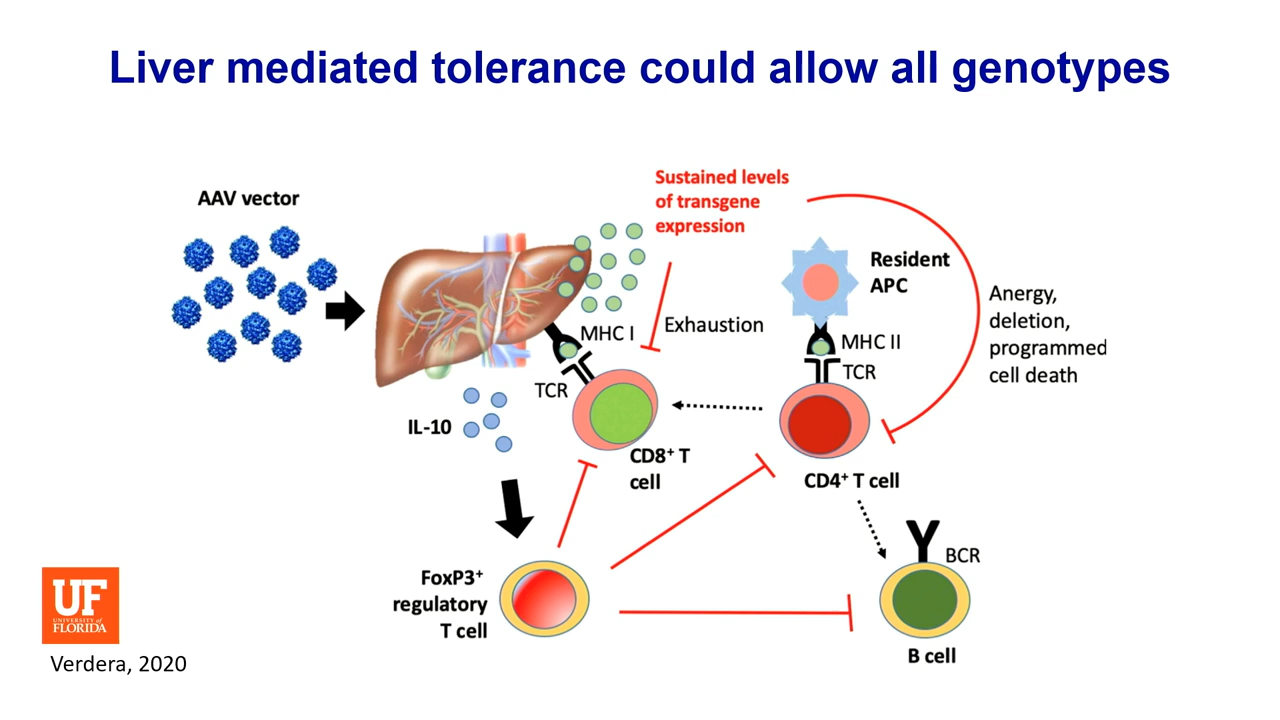 Liver mediated tolerance could allow all genotypes
AAV vector
Sustained levels
of transgene
expression
Resident
APC
Anergy,
deletion,
programmed
cell death
MHC I
Exhaustion
MHC II
TCR
TCR
IL-10
CD8⁺ T
cell
CD4⁺ T cell
BCR
FoxP3⁺
regulatory
T cell
B cell
UF
UNIVERSITY of
FLORIDA
Verdera, 2020